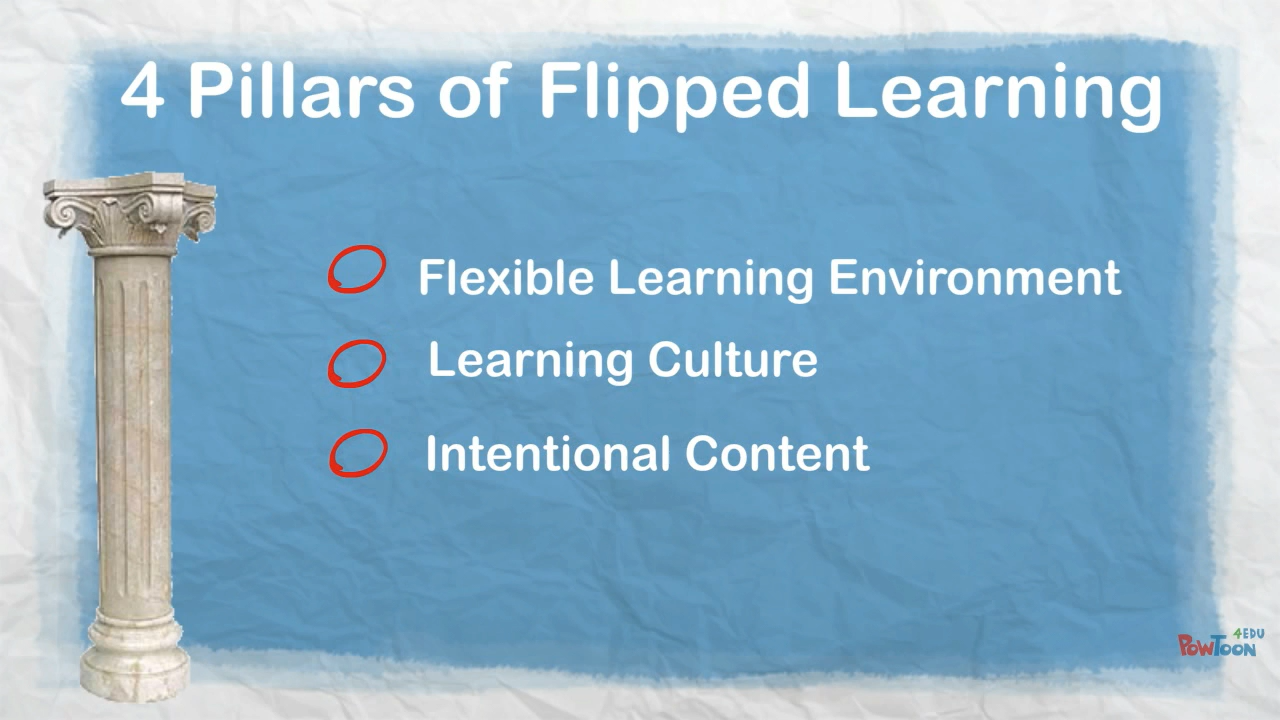 4 Pillars of Flipped Learning
Flexible Learning Environment
Learning Culture
Intentional Content
4EDU
PowToon